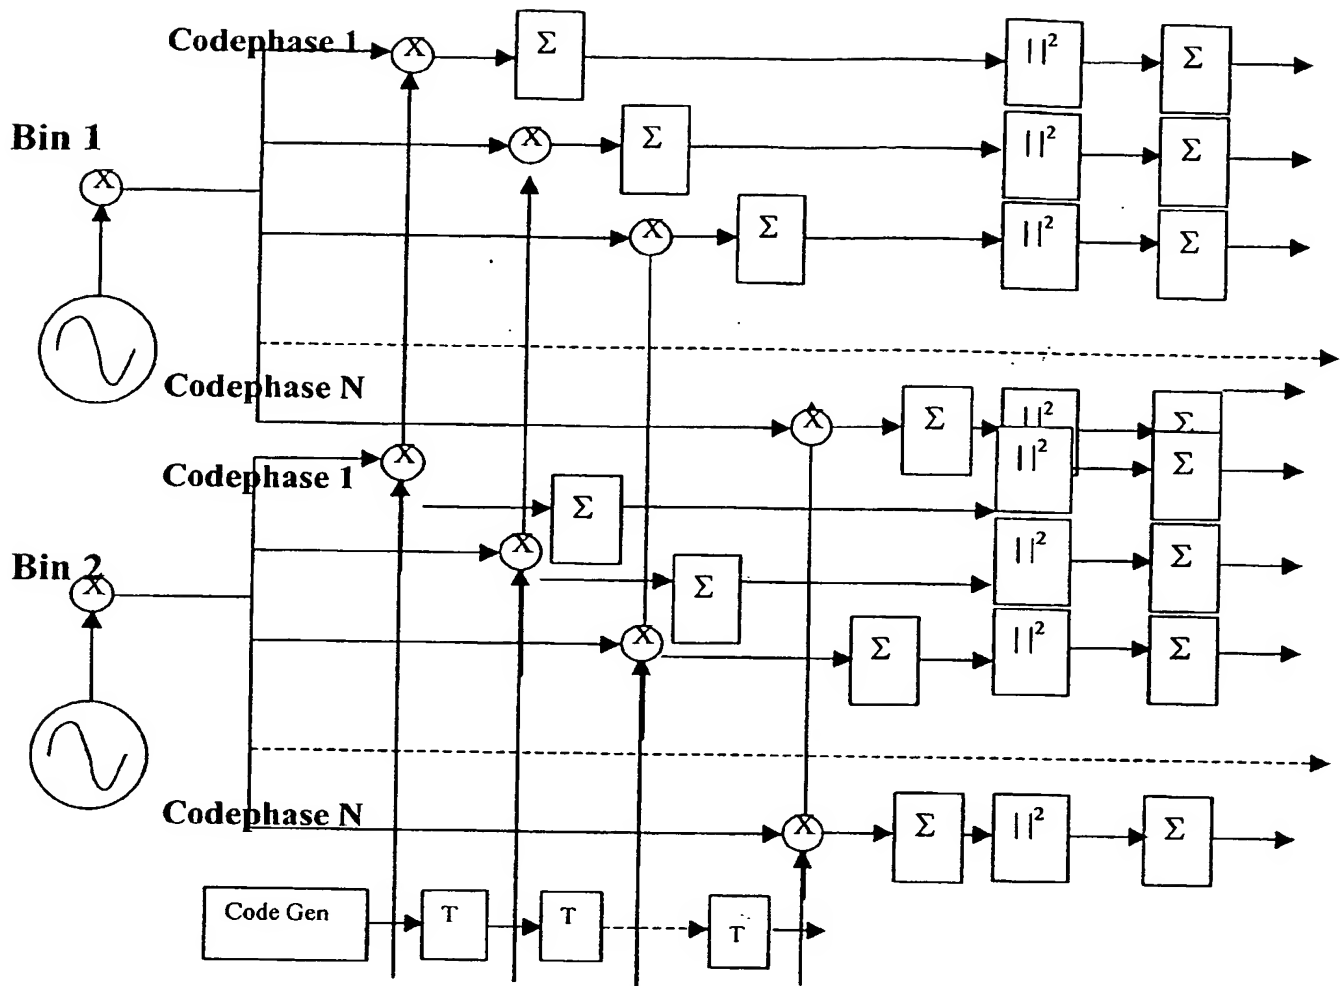 Codephase 1
X
Σ
| |²
Σ
Bin 1
X
Σ
| |²
Σ
X
X
Σ
| |²
Σ
Codephase N
X
Σ
| |²
Σ
Codephase 1
X
Σ
| |²
Σ
Bin 2
X
X
Σ
| |²
Σ
X
Σ
| |²
Σ
Codephase N
X
Σ
| |²
Σ
Code Gen
T
T
T